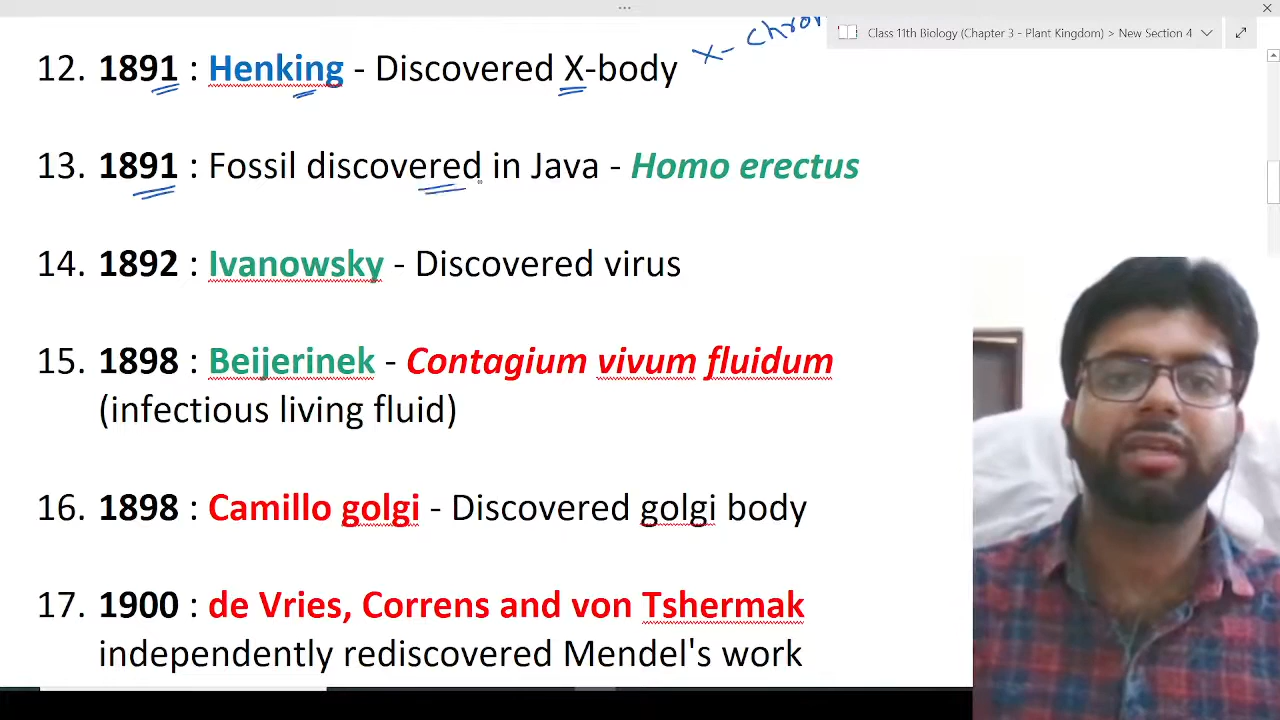 Class 11th Biology (Chapter 3 - Plant Kingdom) > New Section 4
X- chro
12. 1891 : Henking - Discovered X-body
13. 1891 : Fossil discovered in Java - Homo erectus
14. 1892 : Ivanowsky - Discovered virus
15. 1898 : Beijerinek - Contagium vivum fluidum
(infectious living fluid)
16. 1898 : Camillo golgi - Discovered golgi body
17. 1900 : de Vries, Correns and von Tshermak
independently rediscovered Mendel's work